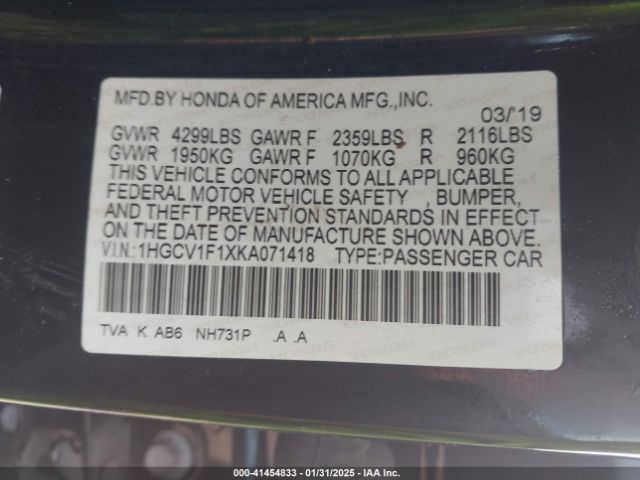 MFD.BY HONDA OF AMERICA MFG.,INC.
03/'19
GVWR 4299LBS GAWR F 2359LBS R 2116LBS
GVWR 1950KG GAWR F 1070KG R 960KG
THIS VEHICLE CONFORMS TO ALL APPLICABLE
FEDERAL MOTOR VEHICLE SAFETY , BUMPER,
AND THEFT PREVENTION STANDARDS IN EFFECT
ON THE DATE OF MANUFACTURE SHOWN ABOVE.
V.I.N.:1HGCV1F1XKA071418 TYPE:PASSENGER CAR
TVA K AB6 NH731P .A .A
000-41454833 - 01/31/2025 - IAA Inc.